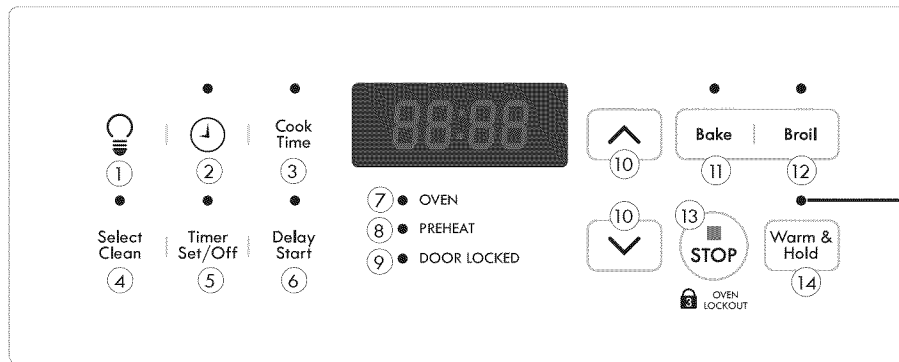 88:88
Cook
Time
Bake
Broil
1
2
3
10
11
12
7
OVEN
8
PREHEAT
9
DOOR LOCKED
Select
Clean
Timer
Set/Off
Delay
Start
4
5
6
10
13
STOP
Warm &
Hold
14
3
OVEN
LOCKOUT